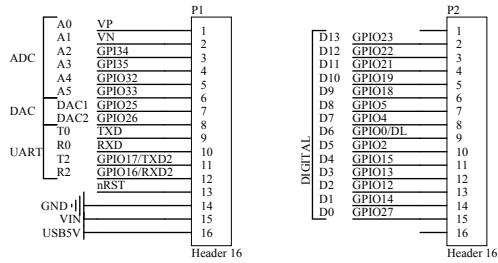 P1
A0 VP 1
A1 VN 2
A2 GPI34 3
ADC A3 GPI35 4
A4 GPIO32 5
A5 GPIO33 6
DAC DAC1 GPIO25 7
DAC2 GPIO26 8
T0 TXD 9
UART R0 RXD 10
T2 GPIO17/TXD2 11
R2 GPIO16/RXD2 12
nRST 13
GND 14
VIN 15
USB5V 16
Header 16
P2
1
D13 GPIO23 2
D12 GPIO22 3
D11 GPIO21 4
D10 GPIO19 5
D9 GPIO18 6
D8 GPIO5 7
D7 GPIO4 8
DIGITAL D6 GPIO0/DL 9
D5 GPIO2 10
D4 GPIO15 11
D3 GPIO13 12
D2 GPIO12 13
D1 GPIO14 14
D0 GPIO27 15
16
Header 16